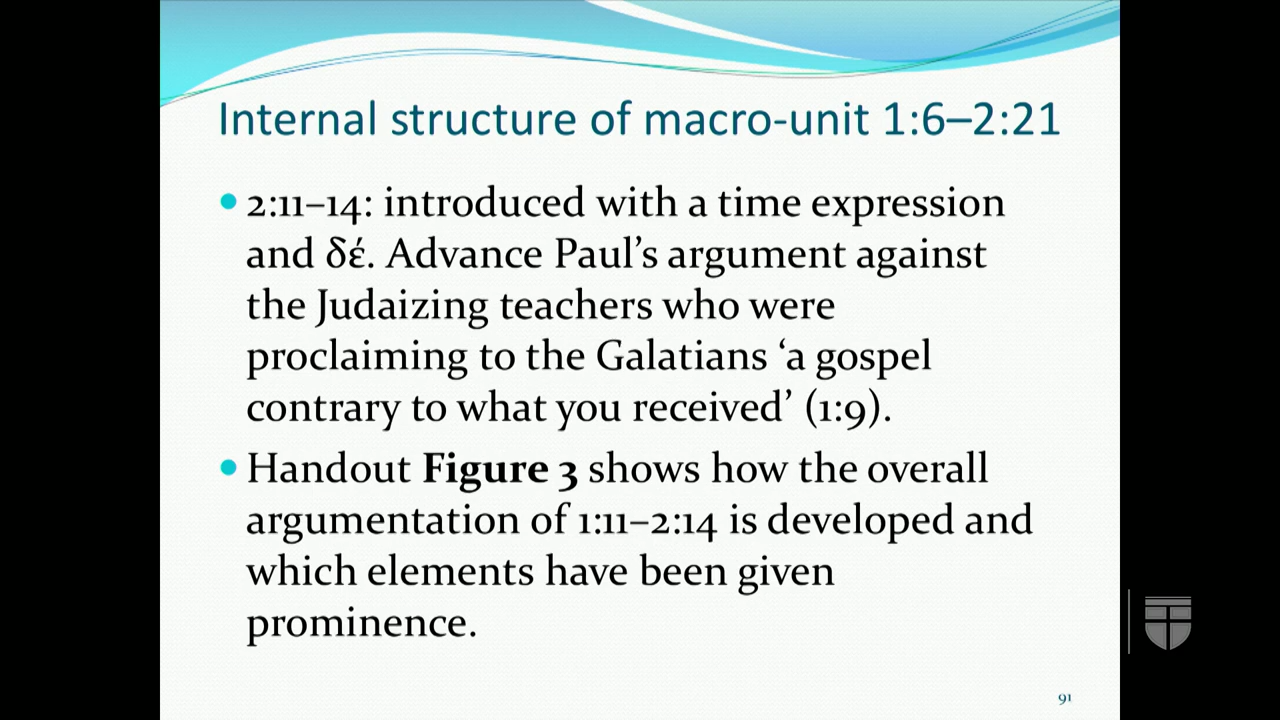 Internal structure of macro-unit 1:6–2:21
2:11–14: introduced with a time expression
and δέ. Advance Paul’s argument against
the Judaizing teachers who were
proclaiming to the Galatians ‘a gospel
contrary to what you received’ (1:9).
Handout Figure 3 shows how the overall
argumentation of 1:11–2:14 is developed and
which elements have been given
prominence.
91